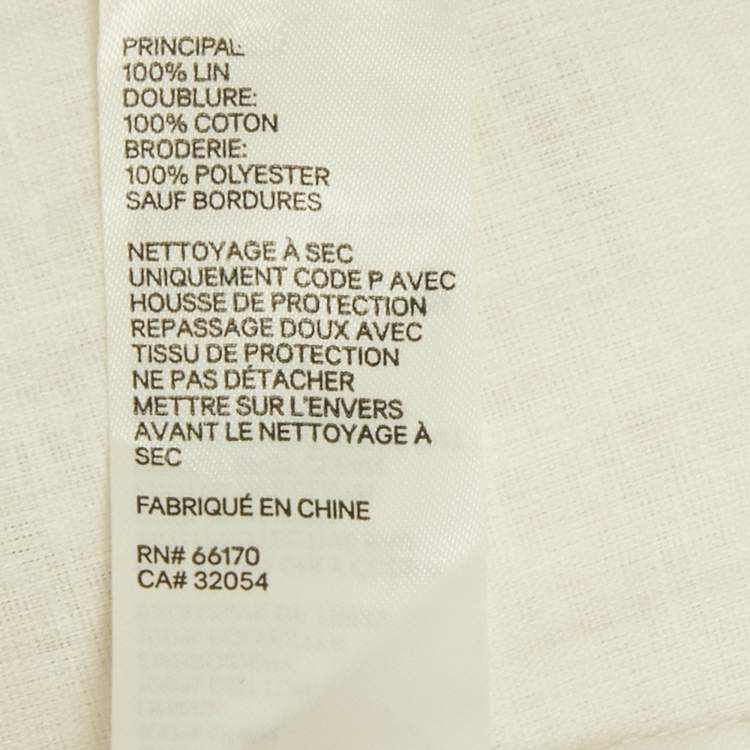 PRINCIPAL:
100% LIN
DOUBLURE:
100% COTON
BRODERIE:
100% POLYESTER
SAUF BORDURES
NETTOYAGE À SEC
UNIQUEMENT CODE P AVEC
HOUSSE DE PROTECTION
REPASSAGE DOUX AVEC
TISSU DE PROTECTION
NE PAS DÉTACHER
METTRE SUR L'ENVERS
AVANT LE NETTOYAGE À
SEC
FABRIQUÉ EN CHINE
RN# 66170
CA# 32054